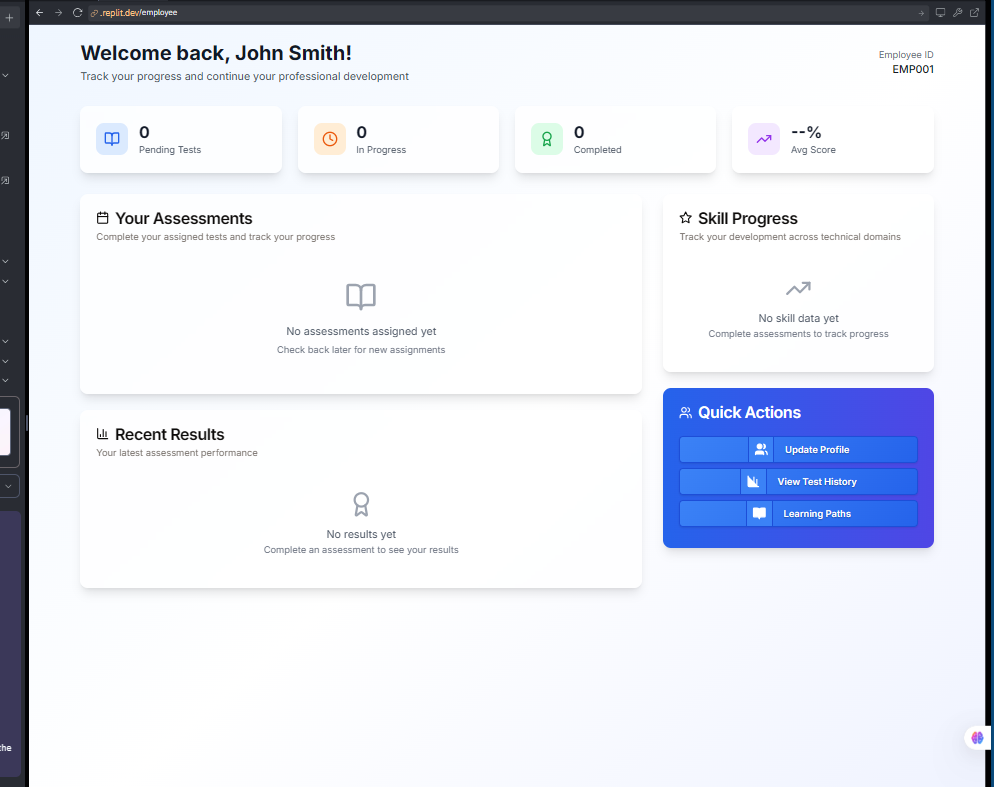 .replit.dev/employee
Welcome back, John Smith!
Track your progress and continue your professional development
Employee ID
EMP001
0
Pending Tests
0
In Progress
0
Completed
--%
Avg Score
Your Assessments
Complete your assigned tests and track your progress
No assessments assigned yet
Check back later for new assignments
Skill Progress
Track your development across technical domains
No skill data yet
Complete assessments to track progress
Recent Results
Your latest assessment performance
No results yet
Complete an assessment to see your results
Quick Actions
Update Profile
View Test History
Learning Paths
the